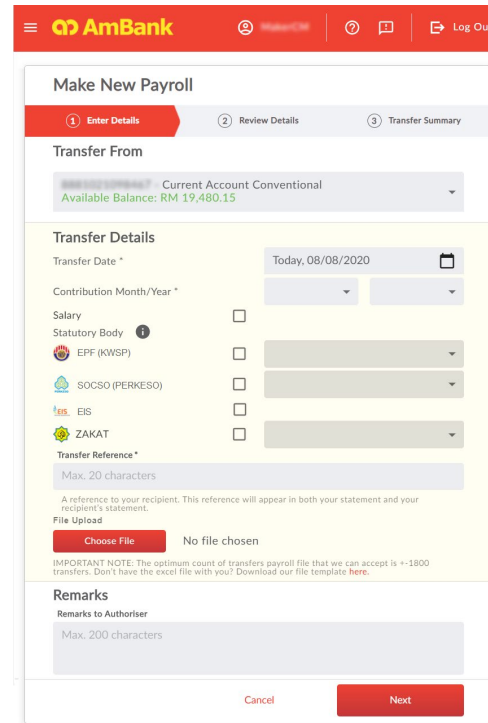 AmBank
Log Ou
Make New Payroll
1 Enter Details
2 Review Details
3 Transfer Summary
Transfer From
- Current Account Conventional
Available Balance: RM 19,480.15
Transfer Details
Transfer Date *
Today, 08/08/2020
Contribution Month/Year *
Salary
Statutory Body
EPF (KWSP)
SOCSO (PERKESO)
EIS EIS
ZAKAT
Transfer Reference*
Max. 20 characters
A reference to your recipient. This reference will appear in both your statement and your
recipient's statement.
File Upload
Choose File No file chosen
IMPORTANT NOTE: The optimum count of transfers payroll file that we can accept is +-1800
transfers. Don't have the excel file with you? Download our file template here.
Remarks
Remarks to Authoriser
Max. 200 characters
Cancel
Next